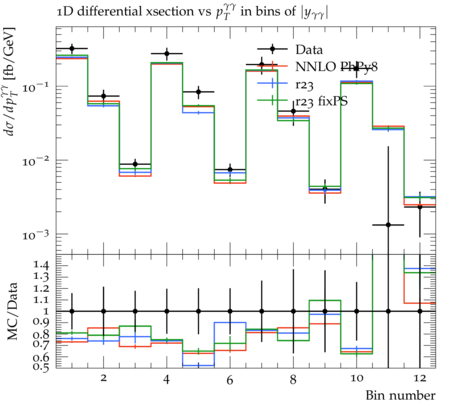 1D differential xsection vs p_T^{γγ} in bins of |y_{γγ}|
dσ/dp_T^{γγ} [fb/GeV]
Data
NNLO PhPy8
r23
r23 fixPS
10^{−1}
10^{−2}
10^{−3}
MC/Data
1.4
1.3
1.2
1.1
1
0.9
0.8
0.7
0.6
0.5
2 4 6 8 10 12
Bin number